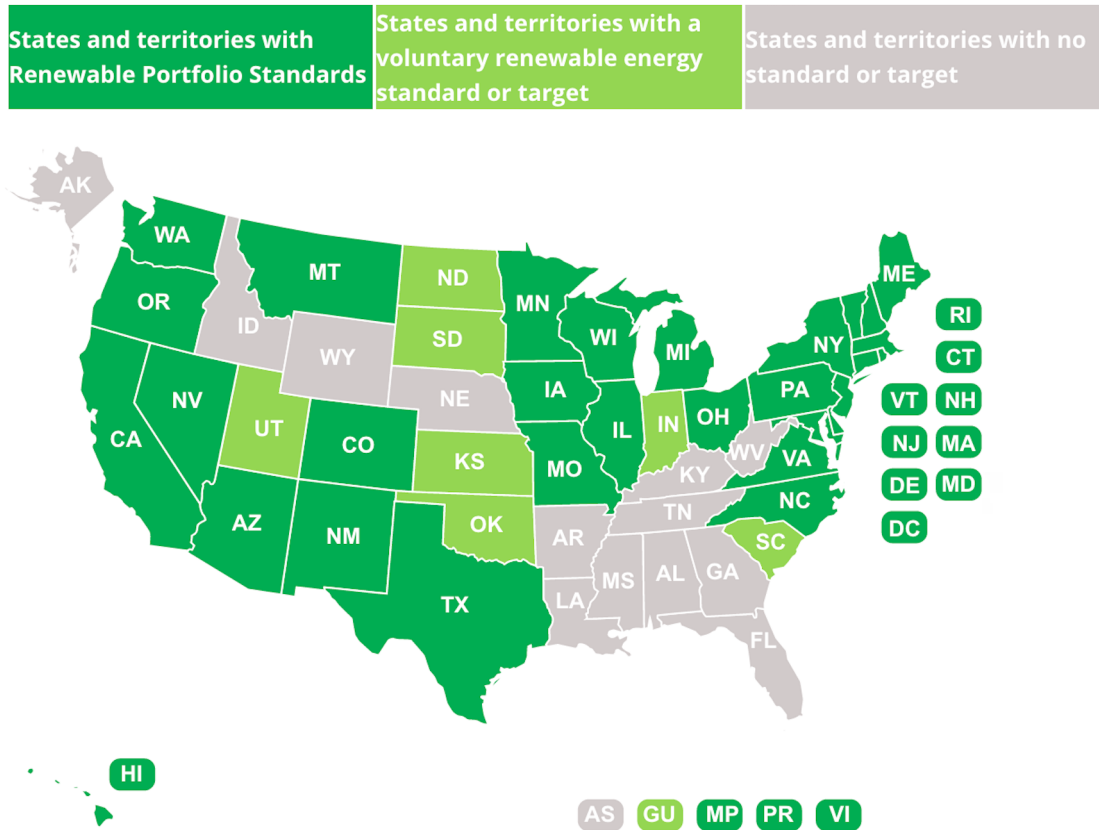 States and territories with
Renewable Portfolio Standards
States and territories with a
voluntary renewable energy
standard or target
States and territories with no
standard or target
AK
WA
MT
ND
MN
ME
OR
ID
SD
WI
MI
NY
RI
WY
CT
NV
UT
NE
IA
PA
VT
NH
CA
CO
KS
MO
IL
IN
OH
WV
VA
NJ
MA
KY
DE
MD
AZ
NM
OK
AR
TN
NC
DC
TX
LA
MS
AL
GA
SC
FL
HI
AS
GU
MP
PR
VI